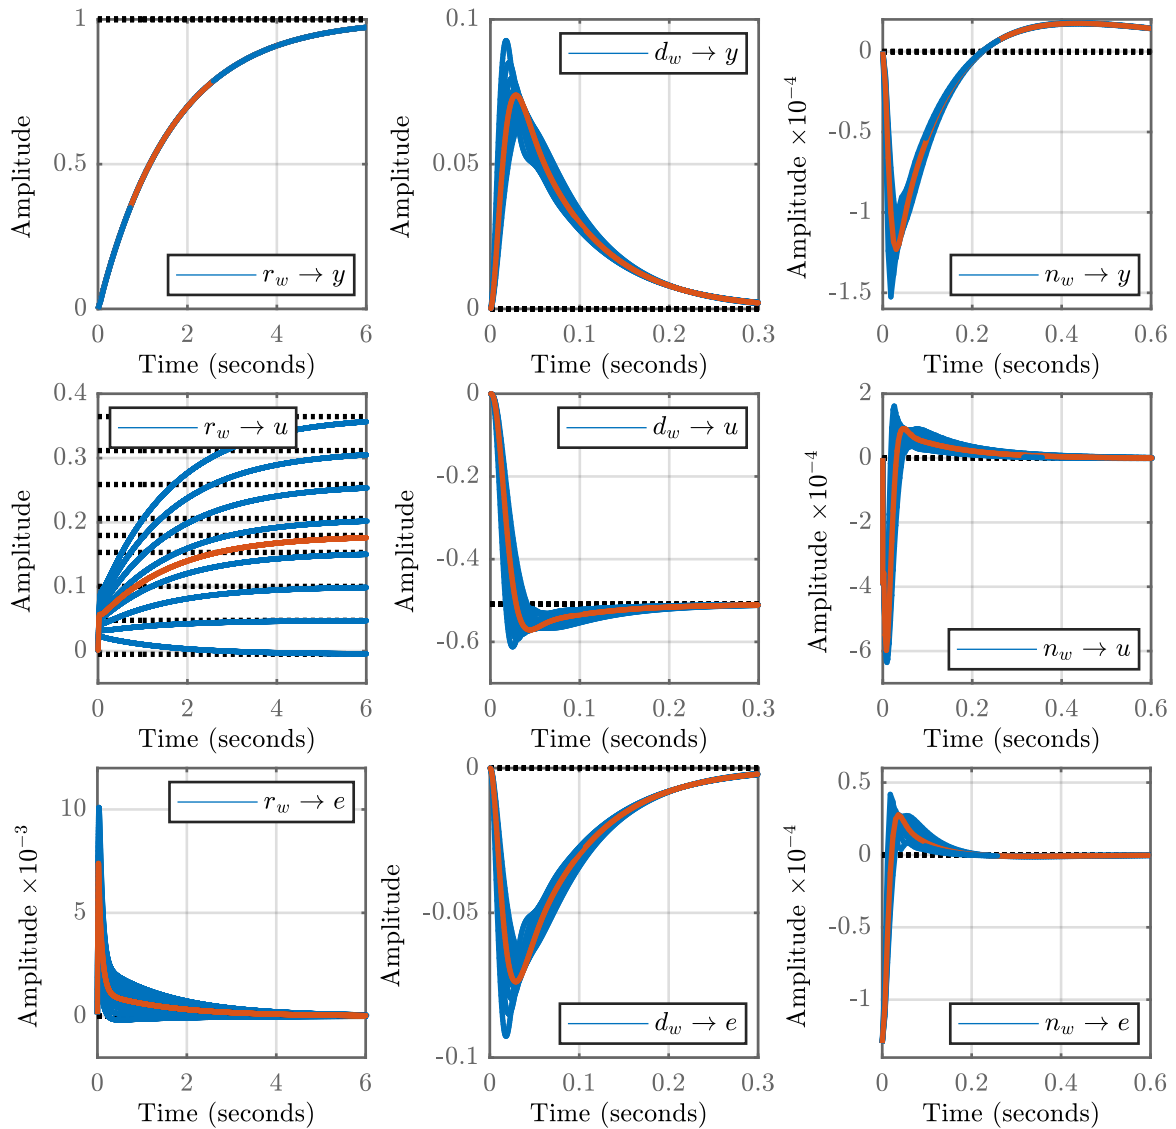 1
0.5
0
0
2
4
6
Amplitude
Time (seconds)
r_w → y
0.1
0.05
0
0
0.1
0.2
0.3
Amplitude
Time (seconds)
d_w → y
0
-0.5
-1
-1.5
0
0.2
0.4
0.6
Amplitude ×10⁻⁴
Time (seconds)
n_w → y
0.4
0.3
0.2
0.1
0
0
2
4
6
Amplitude
Time (seconds)
r_w → u
0
-0.2
-0.4
-0.6
0
0.1
0.2
0.3
Amplitude
Time (seconds)
d_w → u
2
0
-2
-4
-6
0
0.2
0.4
0.6
Amplitude ×10⁻⁴
Time (seconds)
n_w → u
10
5
0
0
2
4
6
Amplitude ×10⁻³
Time (seconds)
r_w → e
0
-0.05
-0.1
0
0.1
0.2
0.3
Amplitude
Time (seconds)
d_w → e
0.5
0
-0.5
-1
0
0.2
0.4
0.6
Amplitude ×10⁻⁴
Time (seconds)
n_w → e